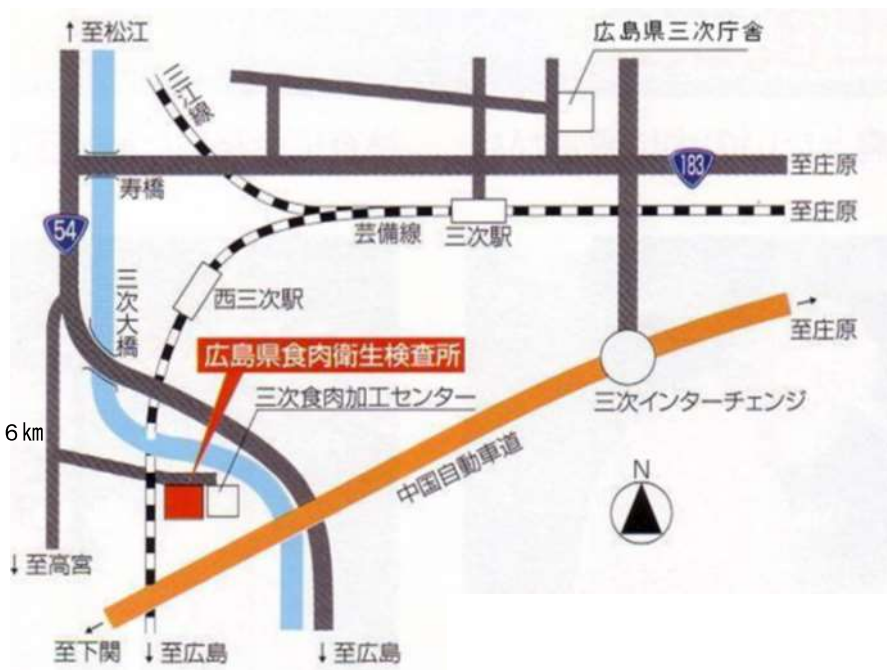 ↑至松江
広島県三次庁舎
三江線
183
至庄原
寿橋
至庄原
54
芸備線
三次駅
三次大橋
西三次駅
至庄原
広島県食肉衛生検査所
三次食肉加工センター
三次インターチェンジ
6km
中国自動車道
N
↓至高宮
至下関
↓至広島
↓至広島